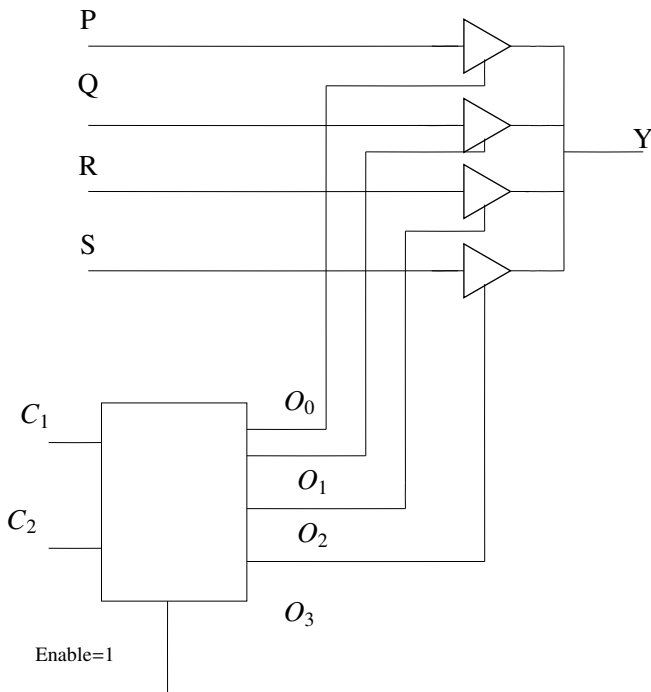 P
Q
Y
R
S
O₀
C₁
O₁
C₂
O₂
O₃
Enable=1